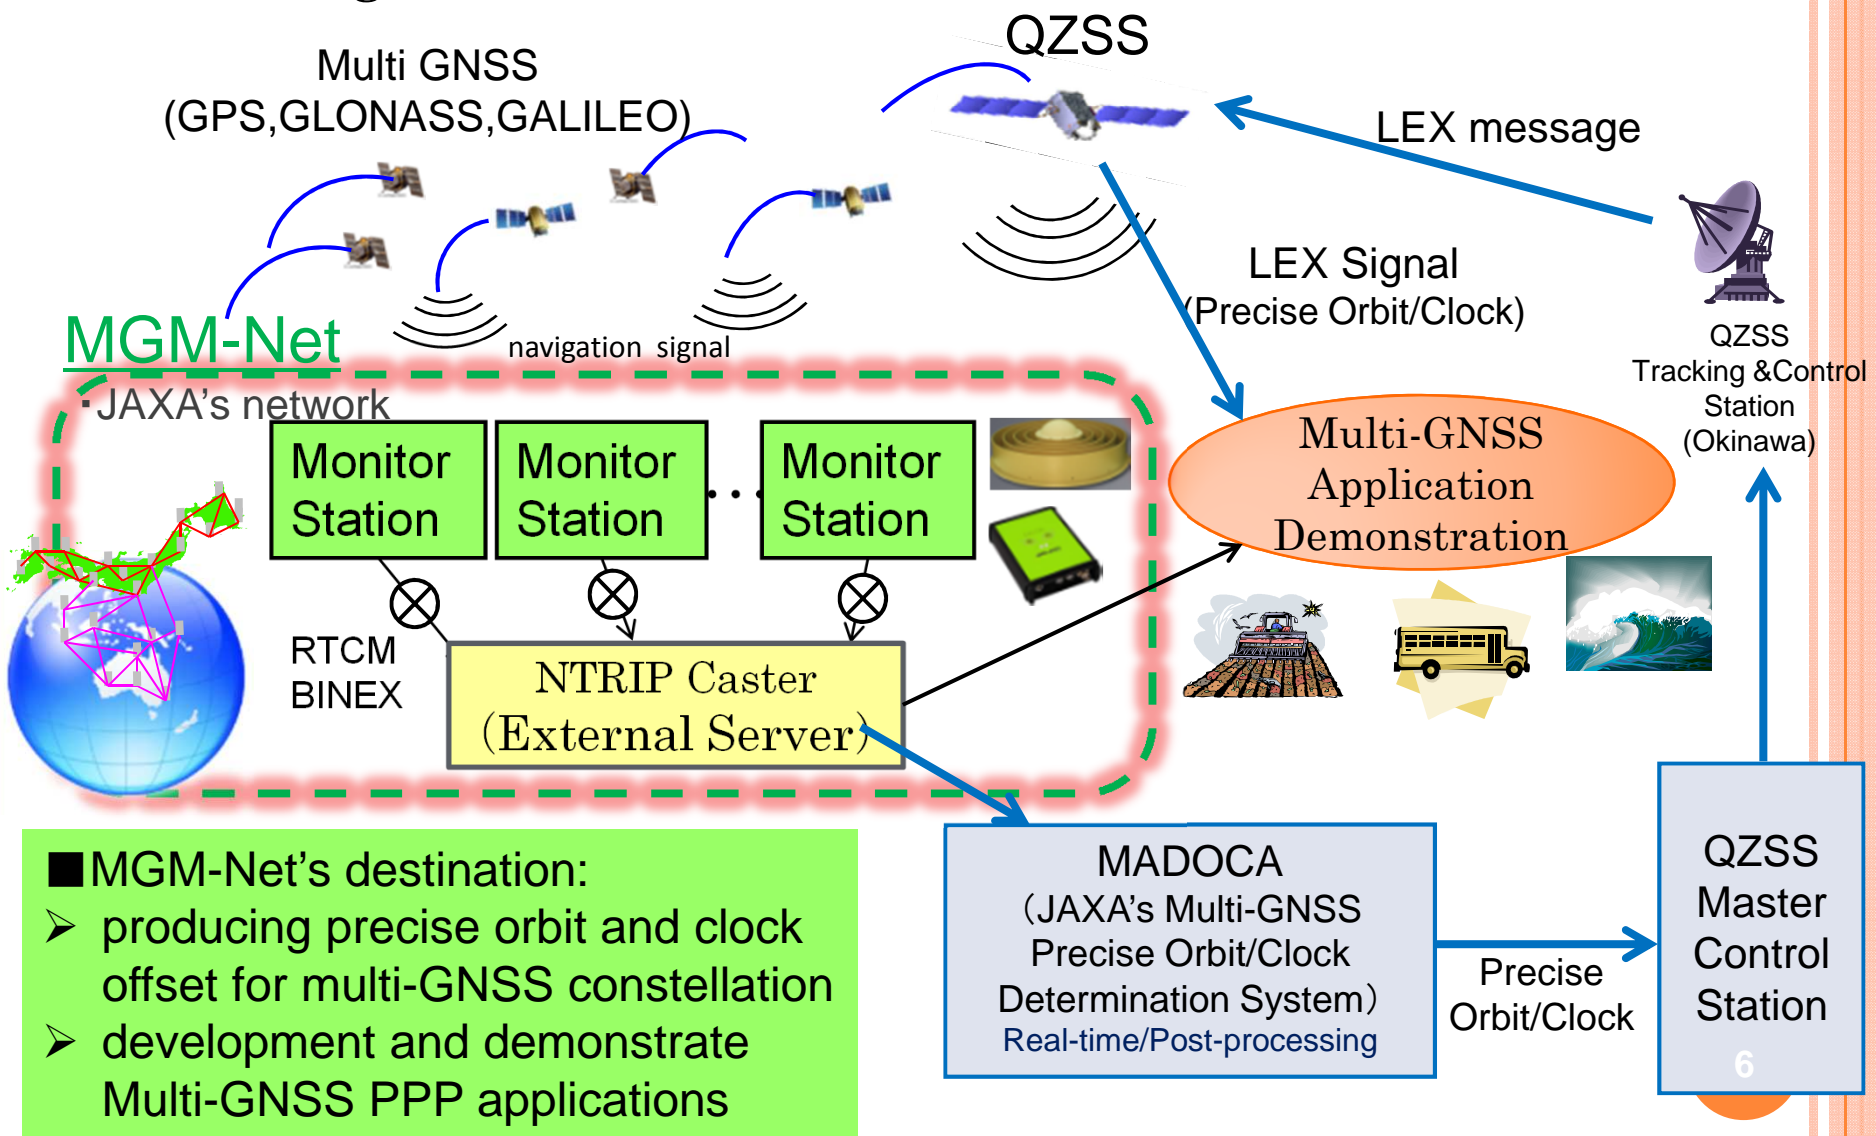 QZSS
Multi GNSS
(GPS,GLONASS,GALILEO)
LEX message
LEX Signal
(Precise Orbit/Clock)
navigation signal
MGM-Net
・JAXA's network
QZSS
Tracking &Control
Station
(Okinawa)
Monitor
Station
Monitor
Station
・・・
Monitor
Station
Multi-GNSS
Application
Demonstration
RTCM
BINEX
NTRIP Caster
(External Server)
■MGM-Net's destination:
➢ producing precise orbit and clock
offset for multi-GNSS constellation
➢ development and demonstrate
Multi-GNSS PPP applications
MADOCA
（JAXA's Multi-GNSS
Precise Orbit/Clock
Determination System）
Real-time/Post-processing
Precise
Orbit/Clock
QZSS
Master
Control
Station
6